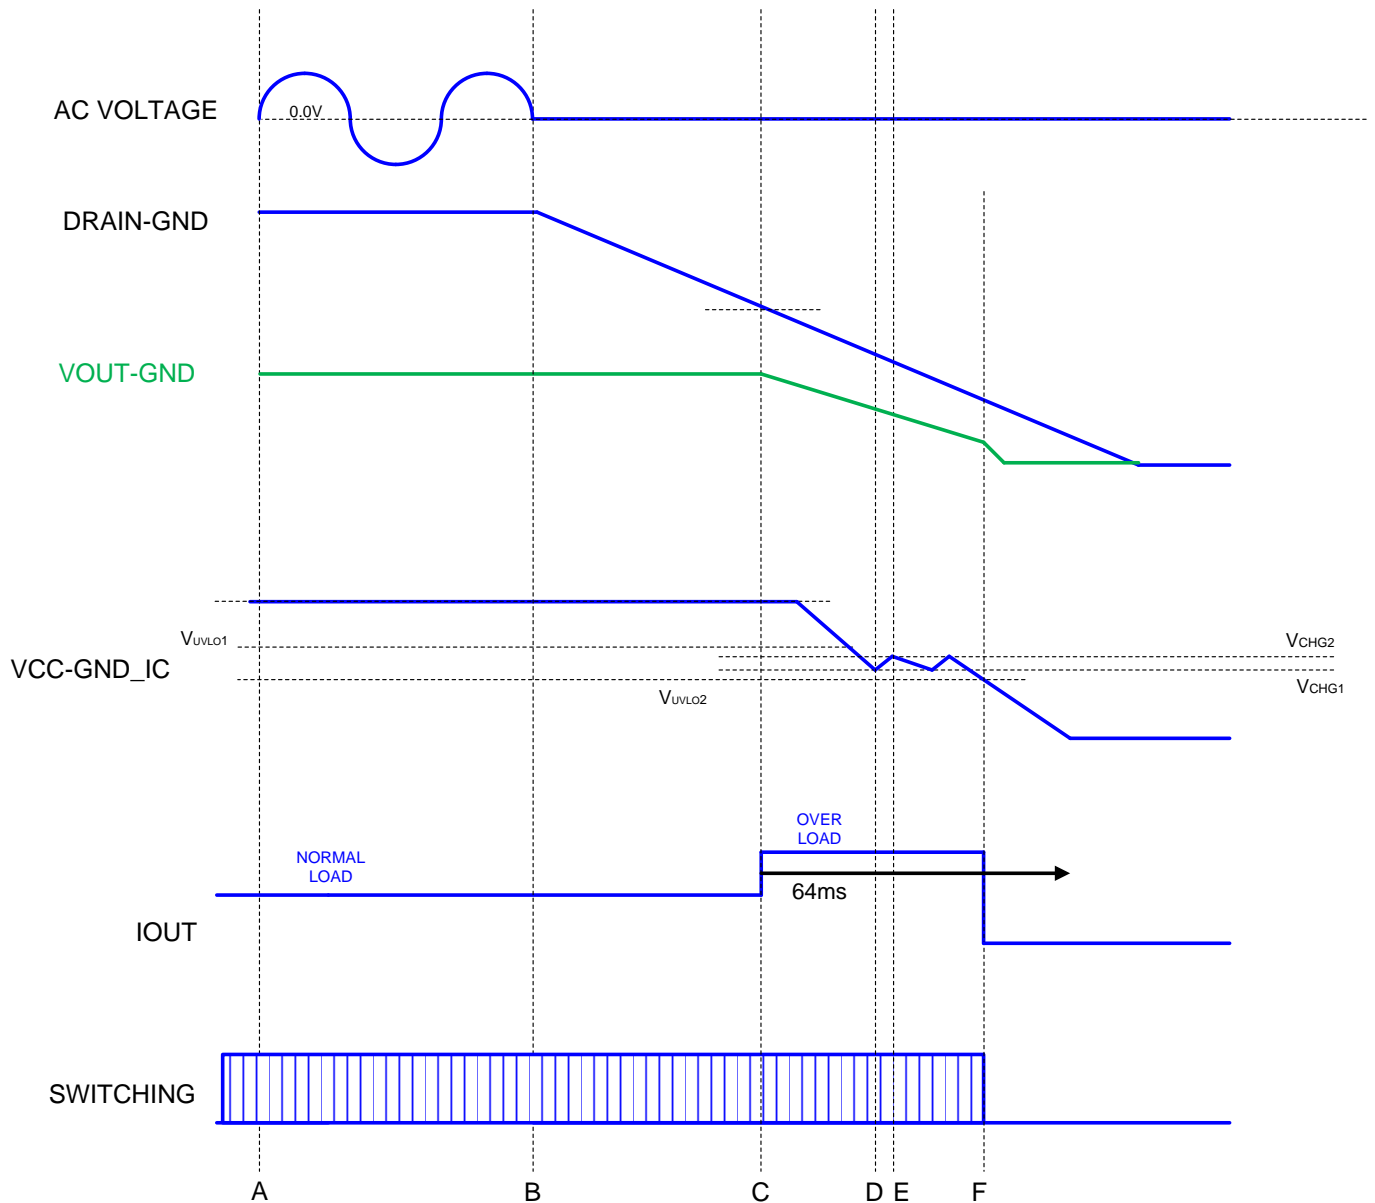 AC VOLTAGE
0.0V
DRAIN-GND
VOUT-GND
VUVLO1
VCHG2
VCC-GND_IC
VCHG1
VUVLO2
OVER
LOAD
NORMAL
LOAD
64ms
IOUT
SWITCHING
A B C D E F